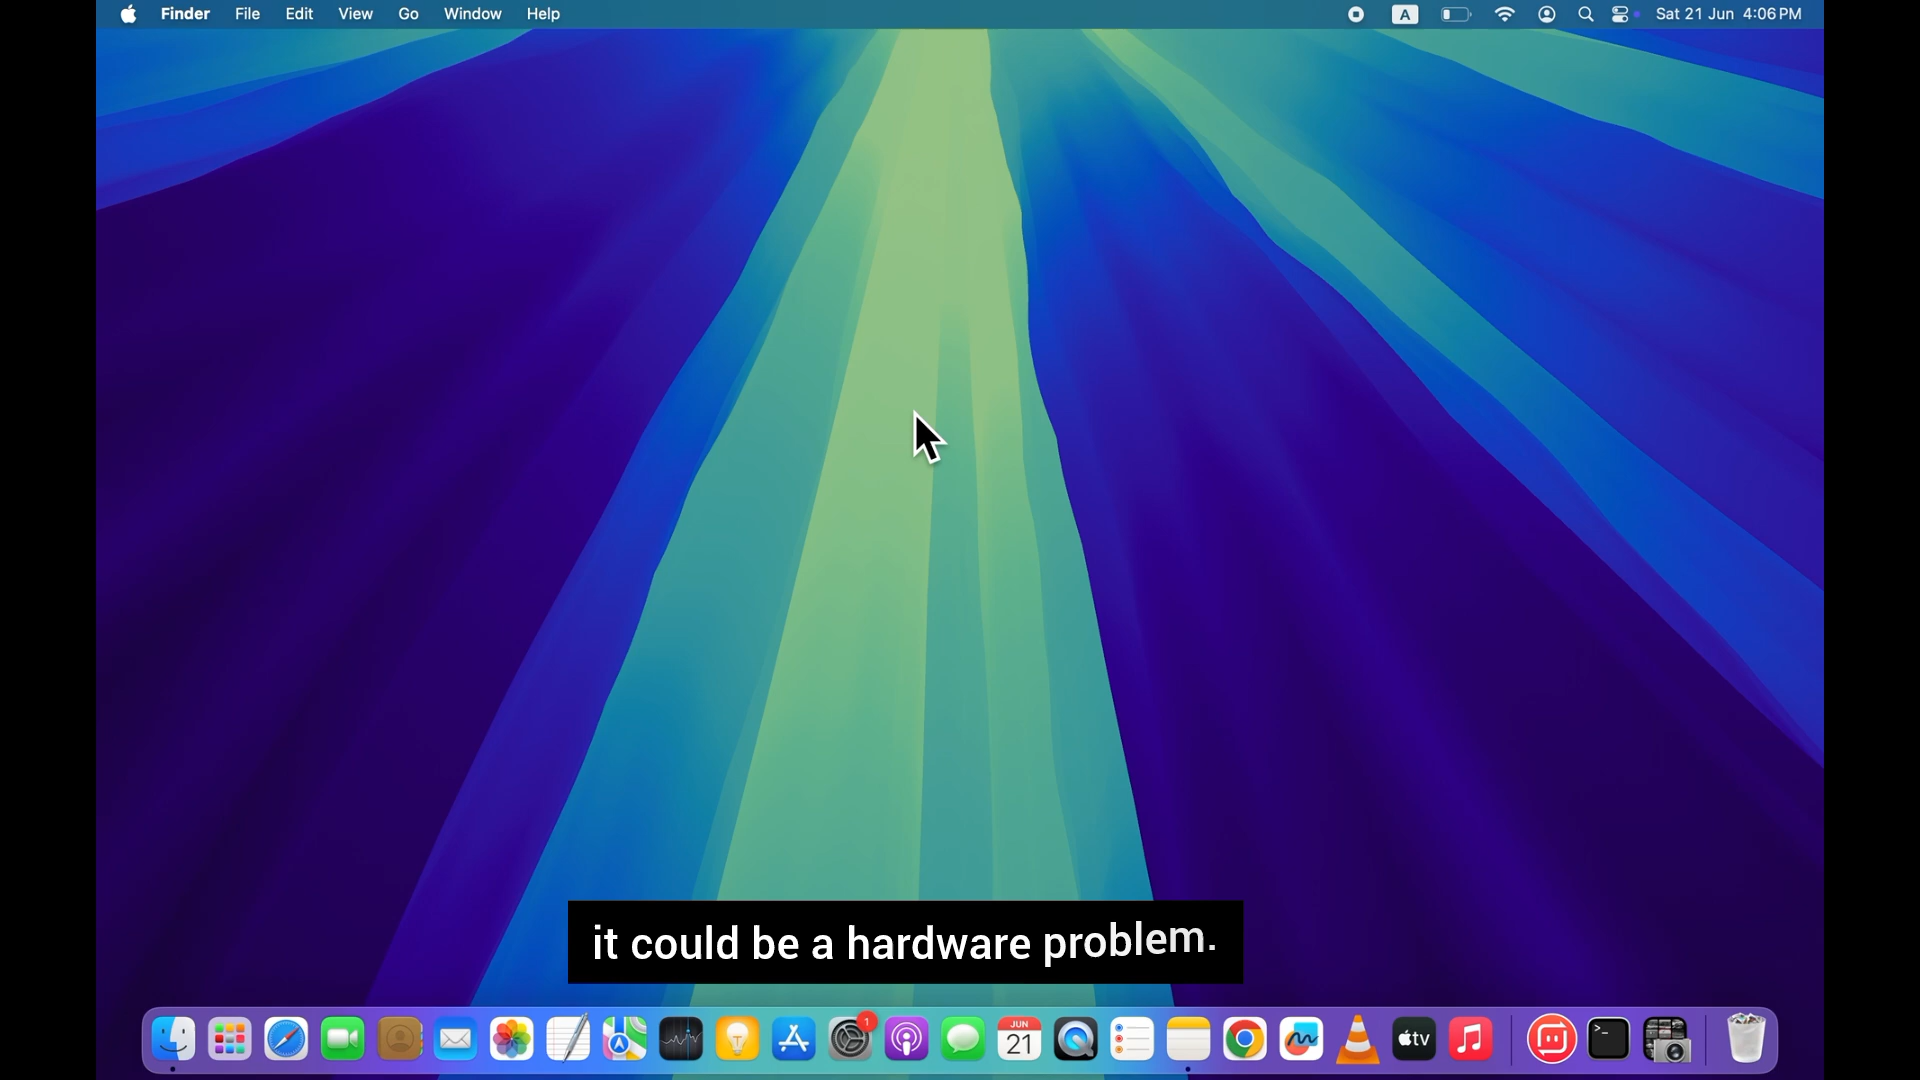 Finder File Edit View Go Window Help A Sat 21 Jun 4:06 PM
it could be a hardware problem.
1
JUN
21
tv
>_